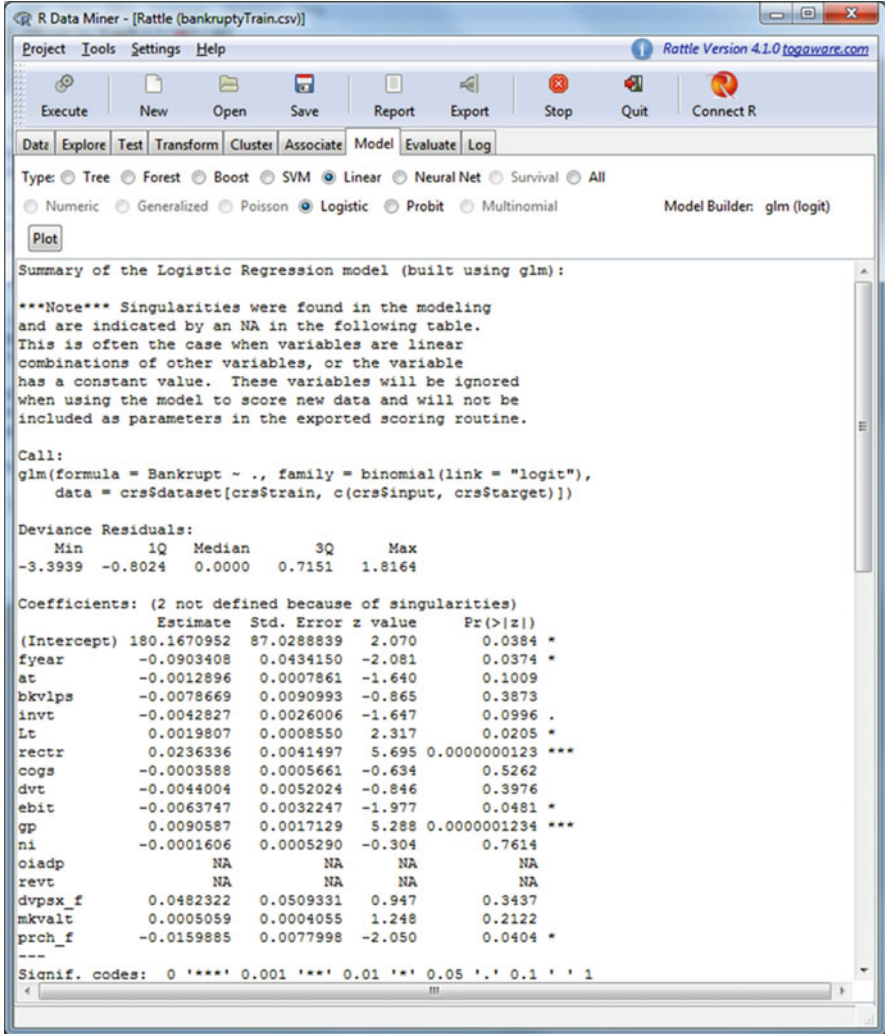 R Data Miner - [Rattle (bankruptyTrain.csv)]
Project Tools Settings Help
Rattle Version 4.1.0 togaware.com
Execute New Open Save Report Export Stop Quit Connect R
Data Explore Test Transform Cluster Associate Model Evaluate Log
Type: Tree Forest Boost SVM Linear Neural Net Survival All
Numeric Generalized Poisson Logistic Probit Multinomial Model Builder: glm (logit)
Plot
Summary of the Logistic Regression model (built using glm):
***Note*** Singularities were found in the modeling
and are indicated by an NA in the following table.
This is often the case when variables are linear
combinations of other variables, or the variable
has a constant value. These variables will be ignored
when using the model to score new data and will not be
included as parameters in the exported scoring routine.
Call:
glm(formula = Bankrupt ~ ., family = binomial(link = "logit"),
data = crs$dataset[crs$train, c(crs$input, crs$target)])
Deviance Residuals:
Min 1Q Median 3Q Max
-3.3939 -0.8024 0.0000 0.7151 1.8164
Coefficients: (2 not defined because of singularities)
Estimate Std. Error z value Pr(>|z|)
(Intercept) 180.1670952 87.0288839 2.070 0.0384 *
fyear -0.0903408 0.0434150 -2.081 0.0374 *
at -0.0012896 0.0007861 -1.640 0.1009
bkvlps -0.0078669 0.0090993 -0.865 0.3873
invt -0.0042827 0.0026006 -1.647 0.0996 .
Lt 0.0019807 0.0008550 2.317 0.0205 *
rectr 0.0236336 0.0041497 5.695 0.0000000123 ***
cogs -0.0003588 0.0005661 -0.634 0.5262
dvt -0.0044004 0.0052024 -0.846 0.3976
ebit -0.0063747 0.0032247 -1.977 0.0481 *
gp 0.0090587 0.0017129 5.288 0.0000001234 ***
ni -0.0001606 0.0005290 -0.304 0.7614
oiadp NA NA NA NA
revt NA NA NA NA
dvpsx_f 0.0482322 0.0509331 0.947 0.3437
mkvalt 0.0005059 0.0004055 1.248 0.2122
prch_f -0.0159885 0.0077998 -2.050 0.0404 *
---
Signif. codes: 0 '***' 0.001 '**' 0.01 '*' 0.05 '.' 0.1 ' ' 1